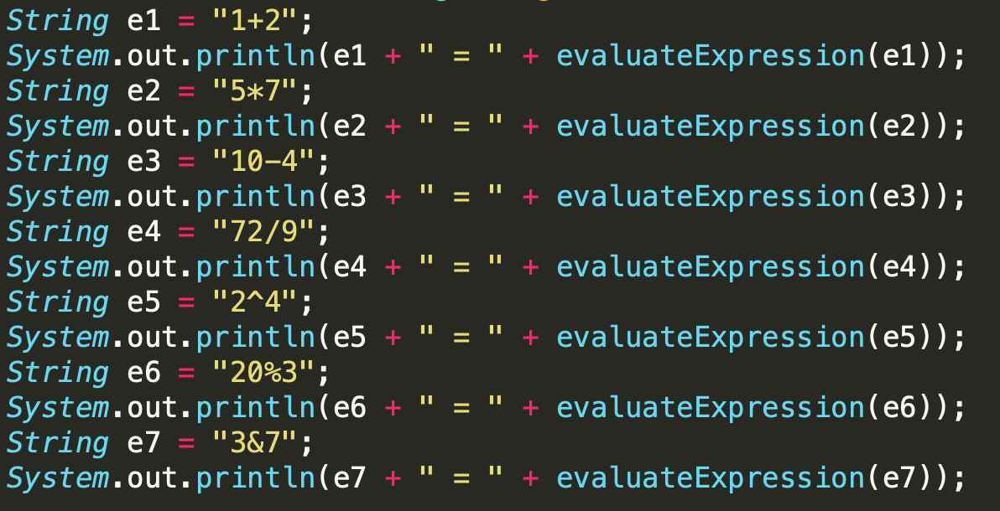 String e1 = "1+2";
System.out.println(e1 + " = " + evaluateExpression(e1));
String e2 = "5*7";
System.out.println(e2 + " = " + evaluateExpression(e2));
String e3 = "10-4";
System.out.println(e3 + " = " + evaluateExpression(e3));
String e4 = "72/9";
System.out.println(e4 + " = " + evaluateExpression(e4));
String e5 = "2^4";
System.out.println(e5 + " = " + evaluateExpression(e5));
String e6 = "20%3";
System.out.println(e6 + " = " + evaluateExpression(e6));
String e7 = "3&7";
System.out.println(e7 + " = " + evaluateExpression(e7));